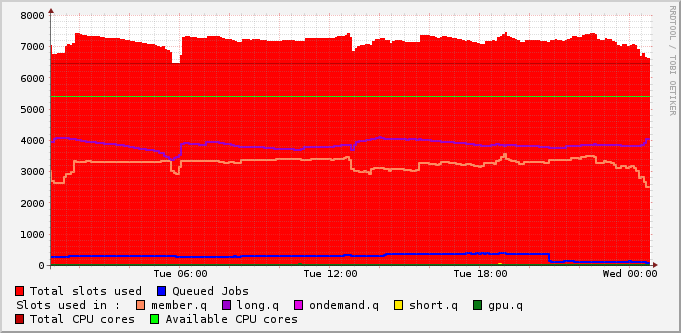 RRDTOOL / TOBI OETIKER
8000
7000
6000
5000
4000
3000
2000
1000
0
Tue 06:00 Tue 12:00 Tue 18:00 Wed 00:00
Total slots used Queued Jobs
Slots used in : member.q long.q ondemand.q short.q gpu.q
Total CPU cores Available CPU cores